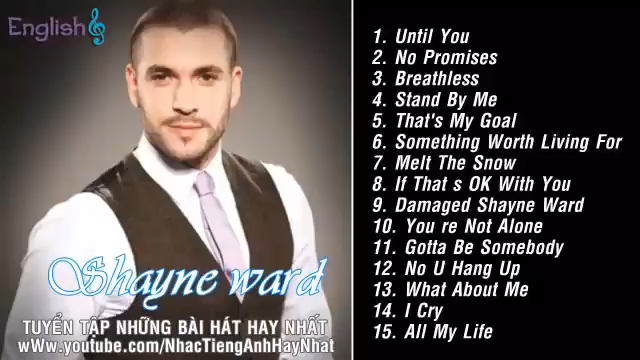 English
Shayne ward
TUYỂN TẬP NHỮNG BÀI HÁT HAY NHẤT
wWw.youtube.com/NhacTiengAnhHayNhat
1. Until You
2. No Promises
3. Breathless
4. Stand By Me
5. That's My Goal
6. Something Worth Living For
7. Melt The Snow
8. If That s OK With You
9. Damaged Shayne Ward
10. You re Not Alone
11. Gotta Be Somebody
12. No U Hang Up
13. What About Me
14. I Cry
15. All My Life